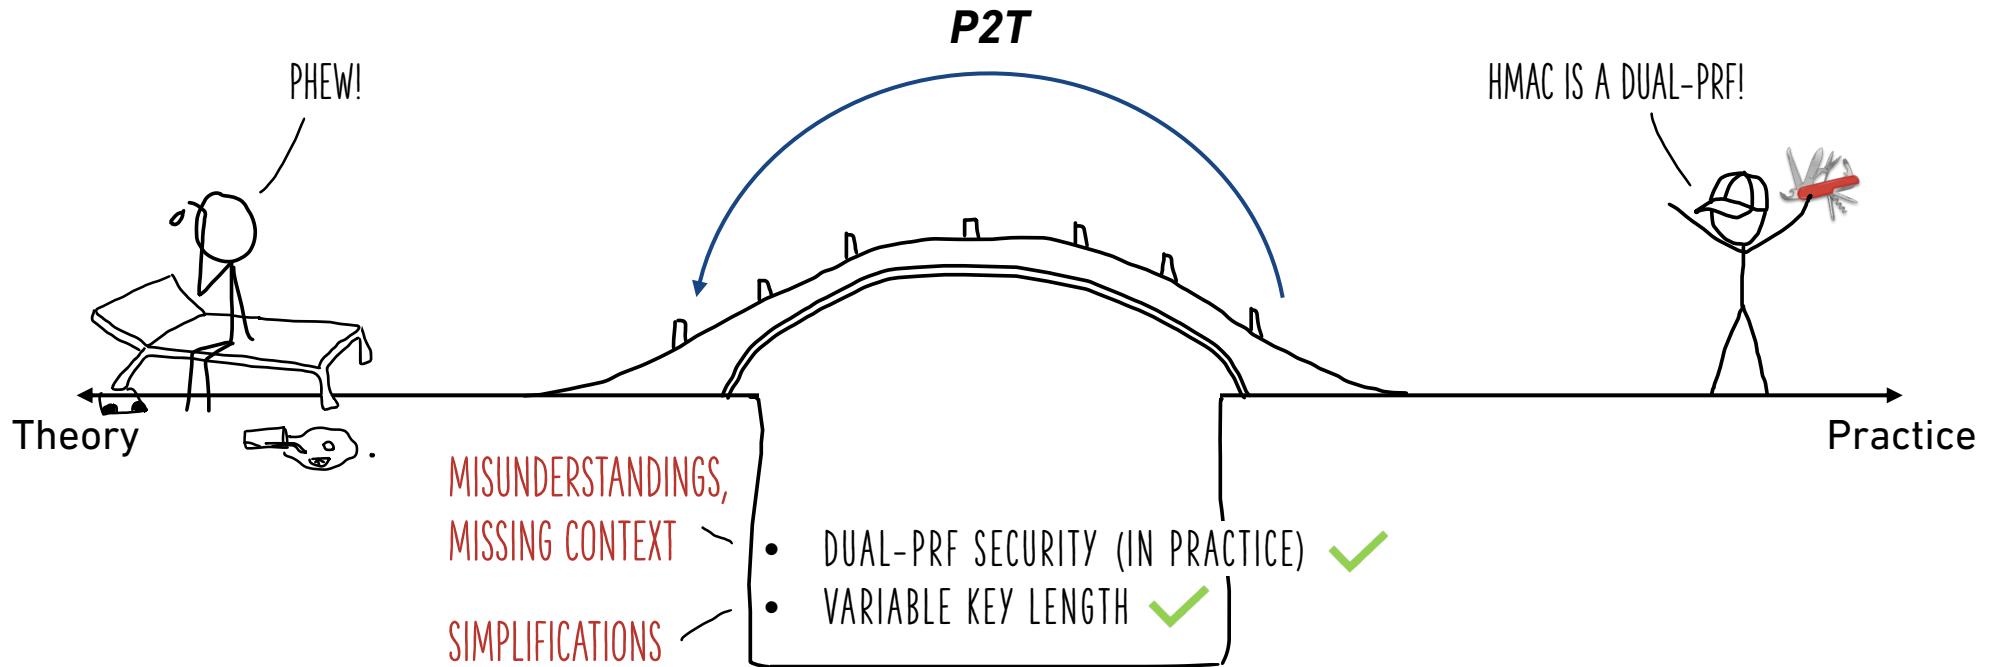 P2T
PHEW!
HMAC IS A DUAL-PRF!
Theory
Practice
MISUNDERSTANDINGS,
MISSING CONTEXT
• DUAL-PRF SECURITY (IN PRACTICE)
• VARIABLE KEY LENGTH
SIMPLIFICATIONS